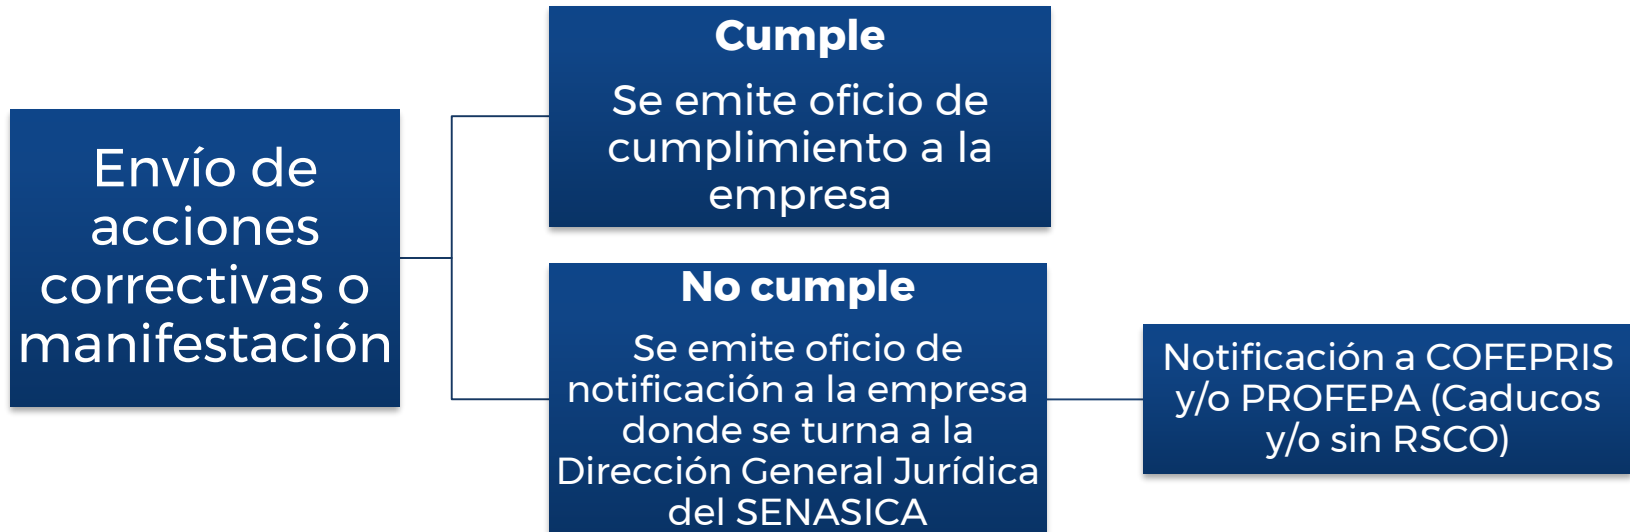 Envío de
acciones
correctivas o
manifestación
Cumple
Se emite oficio de
cumplimiento a la
empresa
No cumple
Se emite oficio de
notificación a la empresa
donde se turna a la
Dirección General Jurídica
del SENASICA
Notificación a COFEPRIS
y/o PROFEPA (Caducos
y/o sin RSCO)